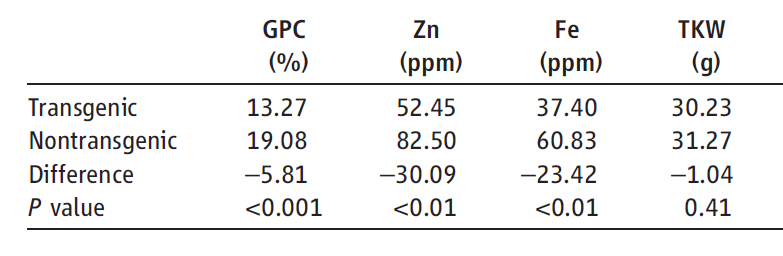 GPC Zn Fe TKW
(%) (ppm) (ppm) (g)
Transgenic 13.27 52.45 37.40 30.23
Nontransgenic 19.08 82.50 60.83 31.27
Difference –5.81 –30.09 –23.42 –1.04
P value <0.001 <0.01 <0.01 0.41